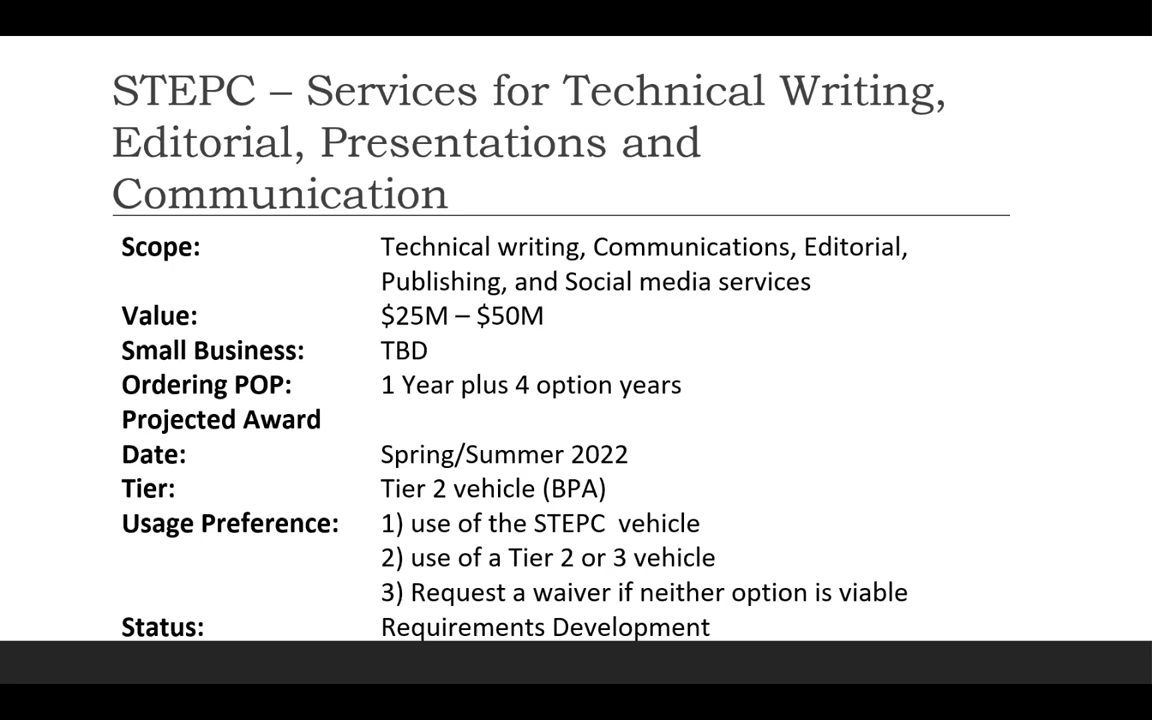 STEPC – Services for Technical Writing,
Editorial, Presentations and
Communication
Scope: Technical writing, Communications, Editorial,
Publishing, and Social media services
Value: $25M – $50M
Small Business: TBD
Ordering POP: 1 Year plus 4 option years
Projected Award
Date: Spring/Summer 2022
Tier: Tier 2 vehicle (BPA)
Usage Preference: 1) use of the STEPC vehicle
2) use of a Tier 2 or 3 vehicle
3) Request a waiver if neither option is viable
Status: Requirements Development